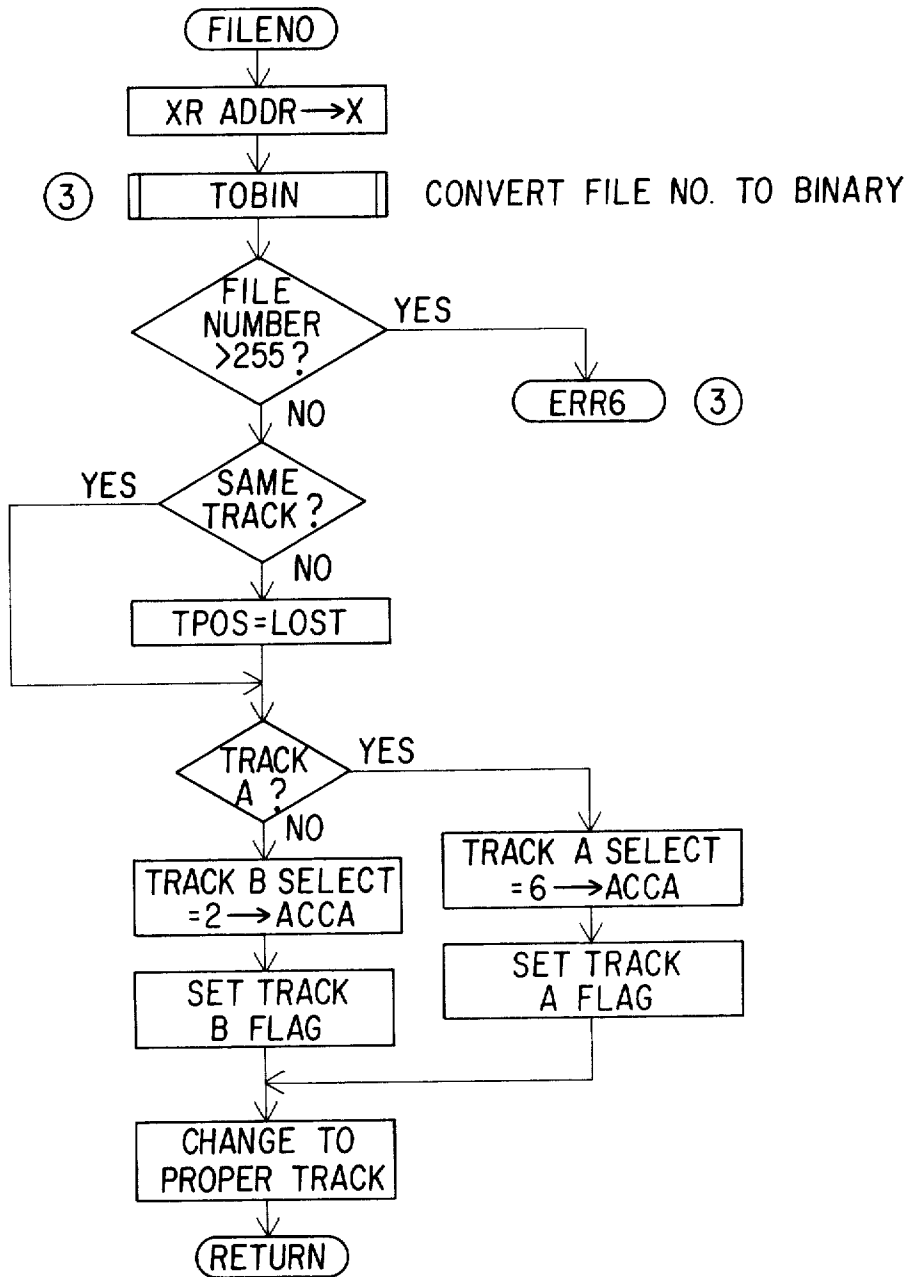 FILENO
XR ADDR→X
③ TOBIN CONVERT FILE NO. TO BINARY
FILE
NUMBER
>255?
YES
ERR6 ③
NO
YES
SAME
TRACK?
NO
TPOS=LOST
TRACK
A?
YES
NO
TRACK B SELECT
=2→ACCA
TRACK A SELECT
=6→ACCA
SET TRACK
B FLAG
SET TRACK
A FLAG
CHANGE TO
PROPER TRACK
RETURN